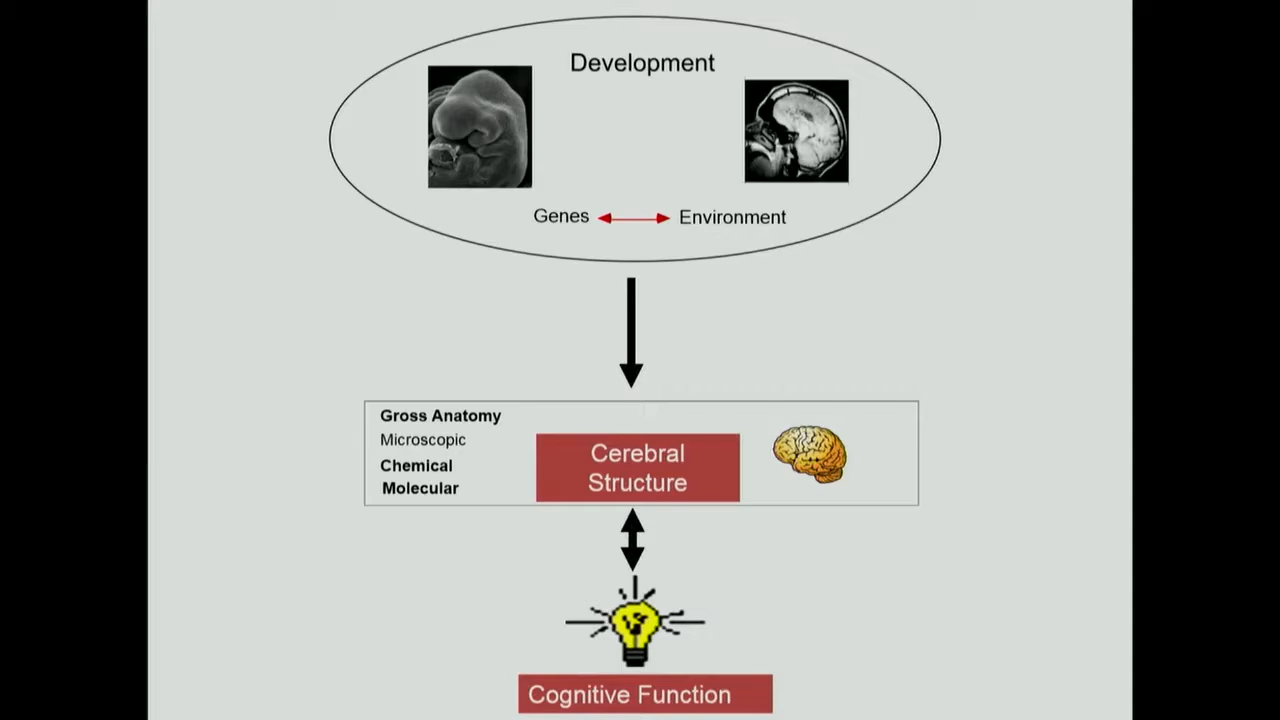 Development
Genes
Environment
Gross Anatomy
Microscopic
Chemical
Molecular
Cerebral
Structure
Cognitive Function